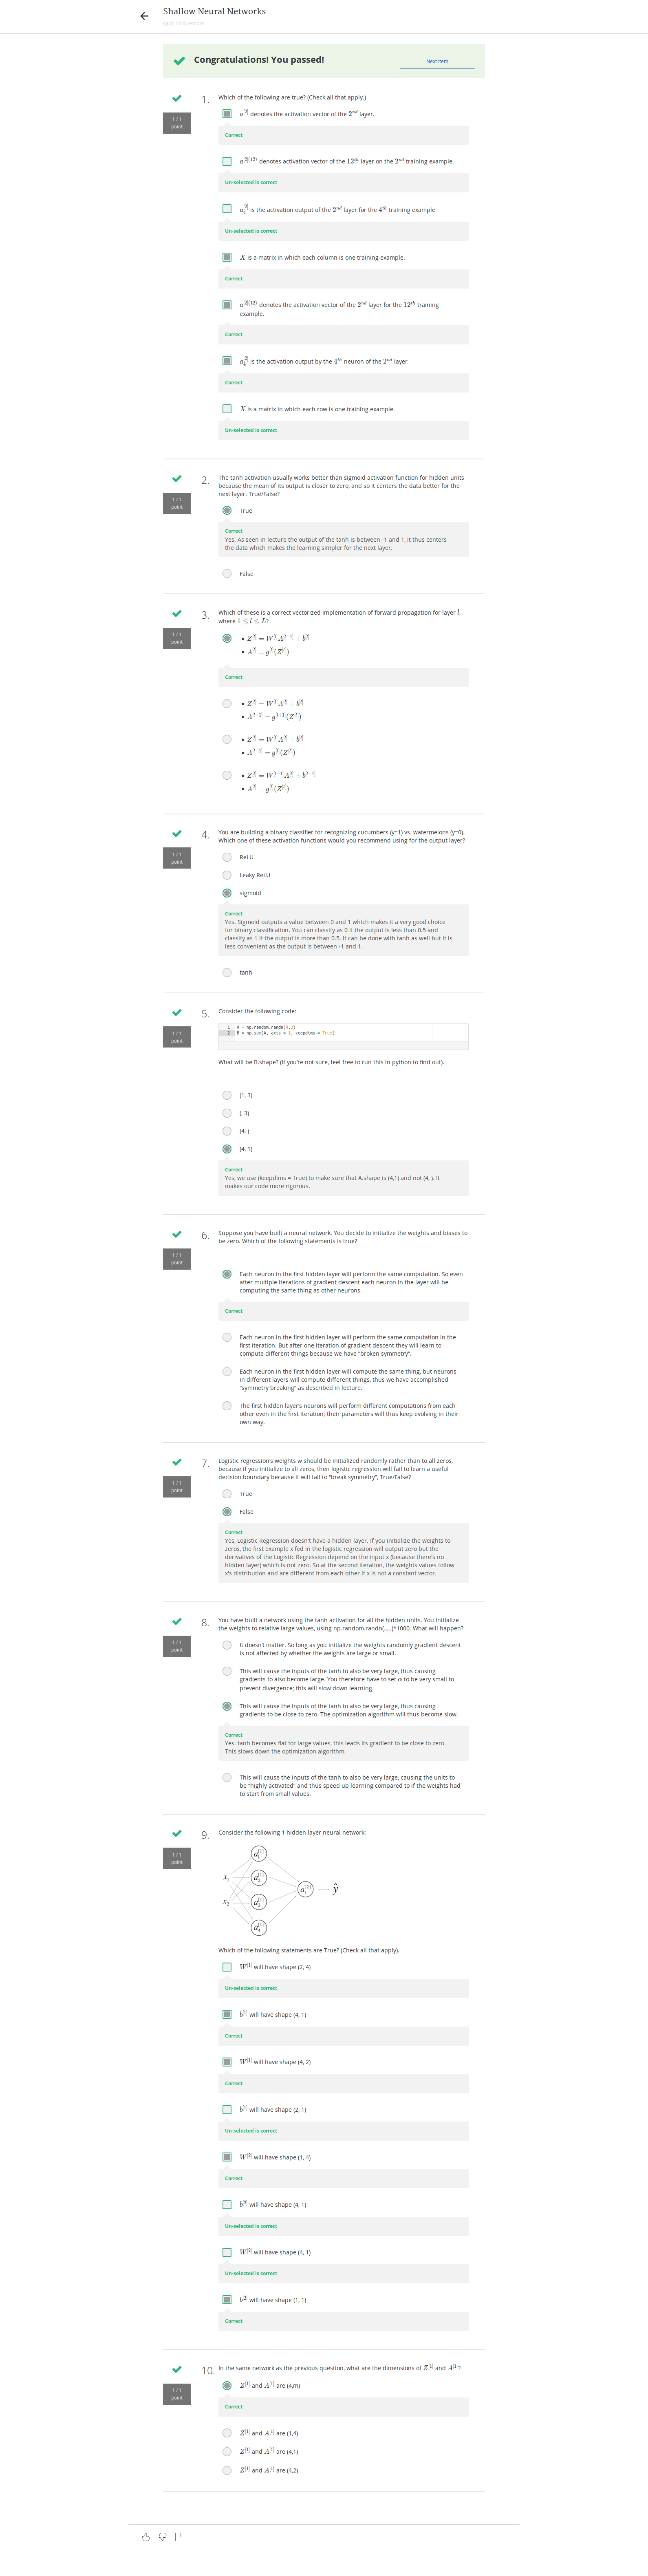 Shallow Neural Networks
Quiz, 10 questions
Congratulations! You passed!
Next Item
1 / 1
point
1.
Which of the following are true? (Check all that apply.)
a^[2] denotes the activation vector of the 2^nd layer.
Correct
a^[2](12) denotes activation vector of the 12^th layer on the 2^nd training example.
Un-selected is correct
a_4^[2] is the activation output of the 2^nd layer for the 4^th training example
Un-selected is correct
X is a matrix in which each column is one training example.
Correct
a^[2](12) denotes the activation vector of the 2^nd layer for the 12^th training
example.
Correct
a_4^[2] is the activation output by the 4^th neuron of the 2^nd layer
Correct
X is a matrix in which each row is one training example.
Un-selected is correct
1 / 1
point
2.
The tanh activation usually works better than sigmoid activation function for hidden units
because the mean of its output is closer to zero, and so it centers the data better for the
next layer. True/False?
True
Correct
Yes. As seen in lecture the output of the tanh is between -1 and 1, it thus centers
the data which makes the learning simpler for the next layer.
False
1 / 1
point
3.
Which of these is a correct vectorized implementation of forward propagation for layer l,
where 1 ≤ l ≤ L?
• Z^[l] = W^[l] A^[l−1] + b^[l]
• A^[l] = g^[l](Z^[l])
Correct
• Z^[l] = W^[l] A^[l] + b^[l]
• A^[l+1] = g^[l+1](Z^[l])
• Z^[l] = W^[l] A^[l] + b^[l]
• A^[l+1] = g^[l](Z^[l])
• Z^[l] = W^[l−1] A^[l] + b^[l−1]
• A^[l] = g^[l](Z^[l])
1 / 1
point
4.
You are building a binary classifier for recognizing cucumbers (y=1) vs. watermelons (y=0).
Which one of these activation functions would you recommend using for the output layer?
ReLU
Leaky ReLU
sigmoid
Correct
Yes. Sigmoid outputs a value between 0 and 1 which makes it a very good choice
for binary classification. You can classify as 0 if the output is less than 0.5 and
classify as 1 if the output is more than 0.5. It can be done with tanh as well but it is
less convenient as the output is between -1 and 1.
tanh
1 / 1
point
5.
Consider the following code:
1 A = np.random.randn(4,3)
2 B = np.sum(A, axis = 1, keepdims = True)
What will be B.shape? (If you're not sure, feel free to run this in python to find out).
(1, 3)
(, 3)
(4, )
(4, 1)
Correct
Yes, we use (keepdims = True) to make sure that A.shape is (4,1) and not (4, ). It
makes our code more rigorous.
1 / 1
point
6.
Suppose you have built a neural network. You decide to initialize the weights and biases to
be zero. Which of the following statements is true?
Each neuron in the first hidden layer will perform the same computation. So even
after multiple iterations of gradient descent each neuron in the layer will be
computing the same thing as other neurons.
Correct
Each neuron in the first hidden layer will perform the same computation in the
first iteration. But after one iteration of gradient descent they will learn to
compute different things because we have "broken symmetry".
Each neuron in the first hidden layer will compute the same thing, but neurons
in different layers will compute different things, thus we have accomplished
"symmetry breaking" as described in lecture.
The first hidden layer's neurons will perform different computations from each
other even in the first iteration; their parameters will thus keep evolving in their
own way.
1 / 1
point
7.
Logistic regression's weights w should be initialized randomly rather than to all zeros,
because if you initialize to all zeros, then logistic regression will fail to learn a useful
decision boundary because it will fail to "break symmetry", True/False?
True
False
Correct
Yes, Logistic Regression doesn't have a hidden layer. If you initialize the weights to
zeros, the first example x fed in the logistic regression will output zero but the
derivatives of the Logistic Regression depend on the input x (because there's no
hidden layer) which is not zero. So at the second iteration, the weights values follow
x's distribution and are different from each other if x is not a constant vector.
1 / 1
point
8.
You have built a network using the tanh activation for all the hidden units. You initialize
the weights to relative large values, using np.random.randn(..,..)*1000. What will happen?
It doesn't matter. So long as you initialize the weights randomly gradient descent
is not affected by whether the weights are large or small.
This will cause the inputs of the tanh to also be very large, thus causing
gradients to also become large. You therefore have to set α to be very small to
prevent divergence; this will slow down learning.
This will cause the inputs of the tanh to also be very large, thus causing
gradients to be close to zero. The optimization algorithm will thus become slow.
Correct
Yes. tanh becomes flat for large values, this leads its gradient to be close to zero.
This slows down the optimization algorithm.
This will cause the inputs of the tanh to also be very large, causing the units to
be "highly activated" and thus speed up learning compared to if the weights had
to start from small values.
1 / 1
point
9.
Consider the following 1 hidden layer neural network:
a_1^[1]
x_1
a_2^[1]
a_1^[2]
ŷ
x_2
a_3^[1]
a_4^[1]
Which of the following statements are True? (Check all that apply).
W^[1] will have shape (2, 4)
Un-selected is correct
b^[1] will have shape (4, 1)
Correct
W^[1] will have shape (4, 2)
Correct
b^[1] will have shape (2, 1)
Un-selected is correct
W^[2] will have shape (1, 4)
Correct
b^[2] will have shape (4, 1)
Un-selected is correct
W^[2] will have shape (4, 1)
Un-selected is correct
b^[2] will have shape (1, 1)
Correct
1 / 1
point
10.
In the same network as the previous question, what are the dimensions of Z^[1] and A^[1]?
Z^[1] and A^[1] are (4,m)
Correct
Z^[1] and A^[1] are (1,4)
Z^[1] and A^[1] are (4,1)
Z^[1] and A^[1] are (4,2)